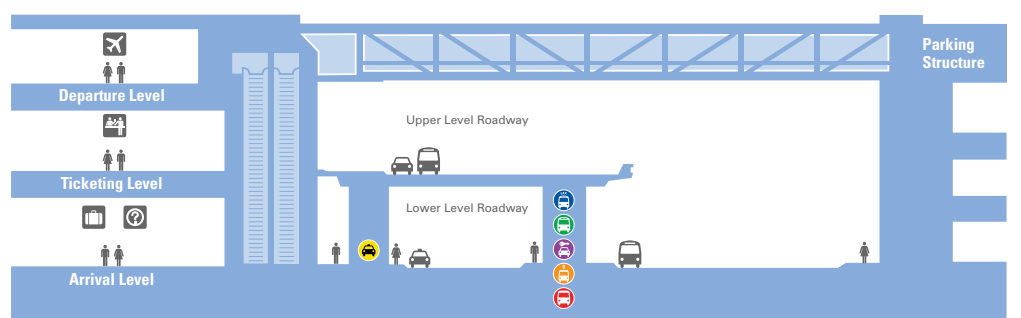 Parking
Structure
Departure Level
Upper Level Roadway
Ticketing Level
Lower Level Roadway
Arrival Level